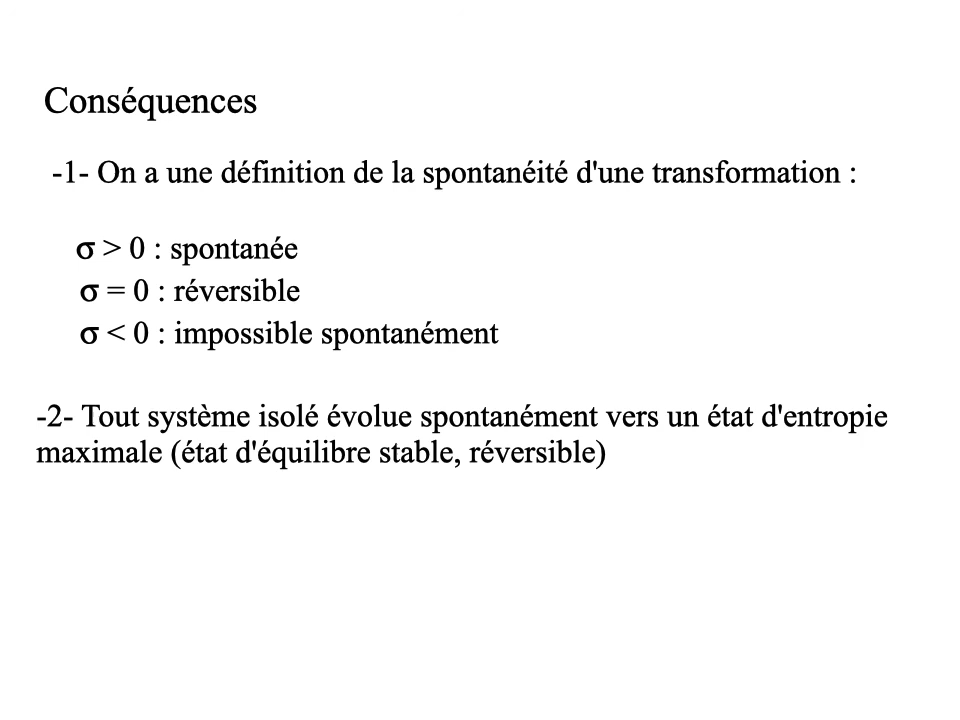 Conséquences
-1- On a une définition de la spontanéité d'une transformation :
σ > 0 : spontanée
σ = 0 : réversible
σ < 0 : impossible spontanément
-2- Tout système isolé évolue spontanément vers un état d'entropie
maximale (état d'équilibre stable, réversible)